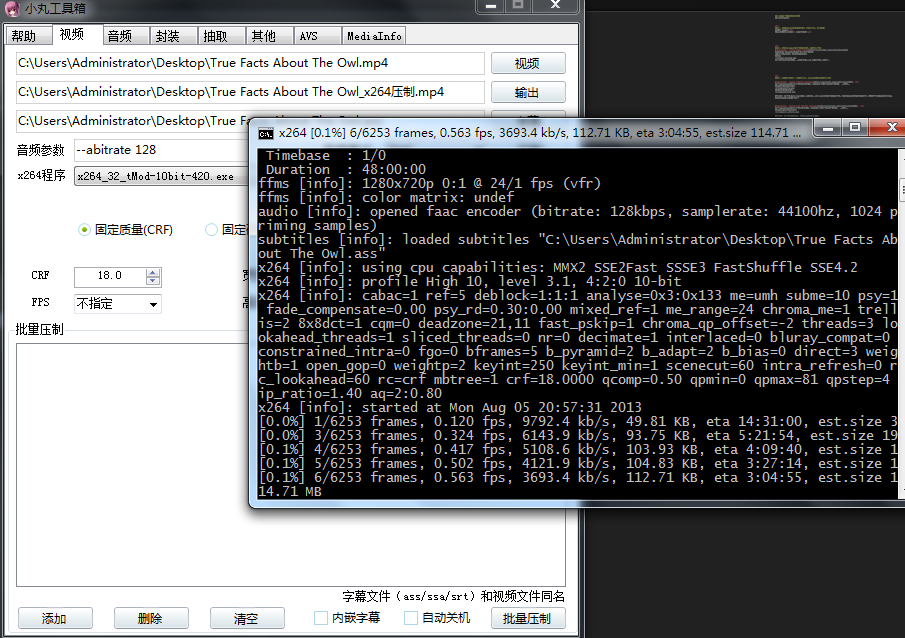 小丸工具箱
帮助 视频 音频 封装 抽取 其他 AVS MediaInfo
C:\Users\Administrator\Desktop\True Facts About The Owl.mp4 视频
C:\Users\Administrator\Desktop\True Facts About The Owl_x264压制.mp4 输出
C:\Users\Administrator\Desktop\True Fa
音频参数 --abitrate 128
x264程序 x264_32_tMod-10bit-420.exe
固定质量(CRF) 固定
CRF 18.0
FPS 不指定
批量压制
x264 [0.1%] 6/6253 frames, 0.563 fps, 3693.4 kb/s, 112.71 KB, eta 3:04:55, est.size 114.71 ...
Timebase : 1/0
Duration : 48:00:00
ffms [info]: 1280x720p 0:1 @ 24/1 fps (vfr)
ffms [info]: color matrix: undef
audio [info]: opened faac encoder (bitrate: 128kbps, samplerate: 44100hz, 1024 p
riming samples)
subtitles [info]: loaded subtitles "C:\Users\Administrator\Desktop\True Facts Ab
out The Owl.ass"
x264 [info]: using cpu capabilities: MMX2 SSE2Fast SSSE3 FastShuffle SSE4.2
x264 [info]: profile High 10, level 3.1, 4:2:0 10-bit
x264 [info]: cabac=1 ref=5 deblock=1:1:1 analyse=0x3:0x133 me=umh subme=10 psy=1
fade_compensate=0.00 psy_rd=0.30:0.00 mixed_ref=1 me_range=24 chroma_me=1 trell
is=2 8x8dct=1 cqm=0 deadzone=21,11 fast_pskip=1 chroma_qp_offset=-2 threads=3 lo
okahead_threads=1 sliced_threads=0 nr=0 decimate=1 interlaced=0 bluray_compat=0
constrained_intra=0 fgo=0 bframes=5 b_pyramid=2 b_adapt=2 b_bias=0 direct=3 weig
htb=1 open_gop=0 weightp=2 keyint=250 keyint_min=1 scenecut=60 intra_refresh=0 r
c_lookahead=60 rc=crf mbtree=1 crf=18.0000 qcomp=0.50 qpmin=0 qpmax=81 qpstep=4
ip_ratio=1.40 aq=2:0.80
x264 [info]: started at Mon Aug 05 20:57:31 2013
[0.0%] 1/6253 frames, 0.120 fps, 9792.4 kb/s, 49.81 KB, eta 14:31:00, est.size 3
[0.0%] 3/6253 frames, 0.324 fps, 6143.9 kb/s, 93.75 KB, eta 5:21:54, est.size 19
[0.1%] 4/6253 frames, 0.417 fps, 5108.6 kb/s, 103.93 KB, eta 4:09:40, est.size 1
[0.1%] 5/6253 frames, 0.502 fps, 4121.9 kb/s, 104.83 KB, eta 3:27:14, est.size 1
[0.1%] 6/6253 frames, 0.563 fps, 3693.4 kb/s, 112.71 KB, eta 3:04:55, est.size 1
14.71 MB
字幕文件（ass/ssa/srt）和视频文件同名
添加 删除 清空 内嵌字幕 自动关机 批量压制